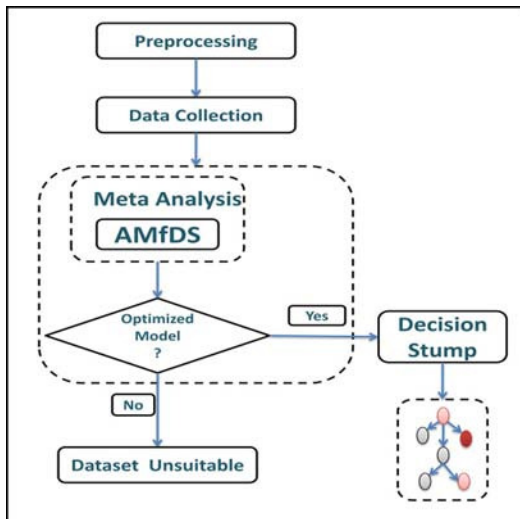 Preprocessing
Data Collection
Meta Analysis
AMfDS
Optimized
Model
?
Yes
Decision
Stump
No
Dataset Unsuitable